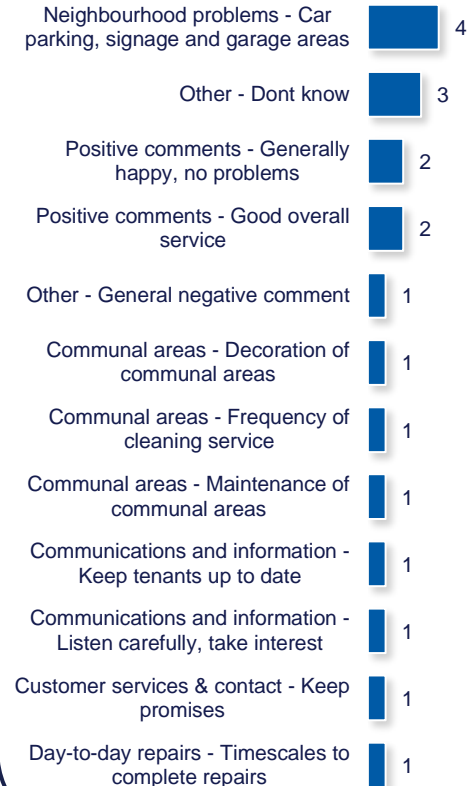 Neighbourhood problems - Car
parking, signage and garage areas
4
Other - Dont know
3
Positive comments - Generally
happy, no problems
2
Positive comments - Good overall
service
2
Other - General negative comment
1
Communal areas - Decoration of
communal areas
1
Communal areas - Frequency of
cleaning service
1
Communal areas - Maintenance of
communal areas
1
Communications and information -
Keep tenants up to date
1
Communications and information -
Listen carefully, take interest
1
Customer services & contact - Keep
promises
1
Day-to-day repairs - Timescales to
complete repairs
1